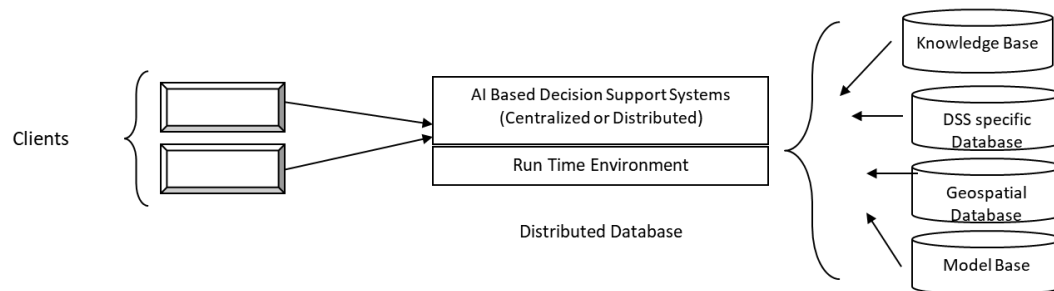 Clients
AI Based Decision Support Systems
(Centralized or Distributed)
Run Time Environment
Distributed Database
Knowledge Base
DSS specific
Database
Geospatial
Database
Model Base